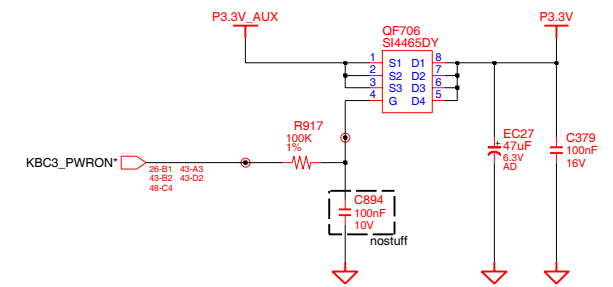 P3.3V_AUX
QF706
SI4465DY
P3.3V
1 S1 D1 8
2 S2 D2 7
3 S3 D3 6
4 G D4 5
R917
100K
1%
KBC3_PWRON*
26-B1 43-A3
43-B2 43-D2
48-C4
EC27
47uF
6.3V
AD
C379
100nF
16V
C894
100nF
10V
nostuff